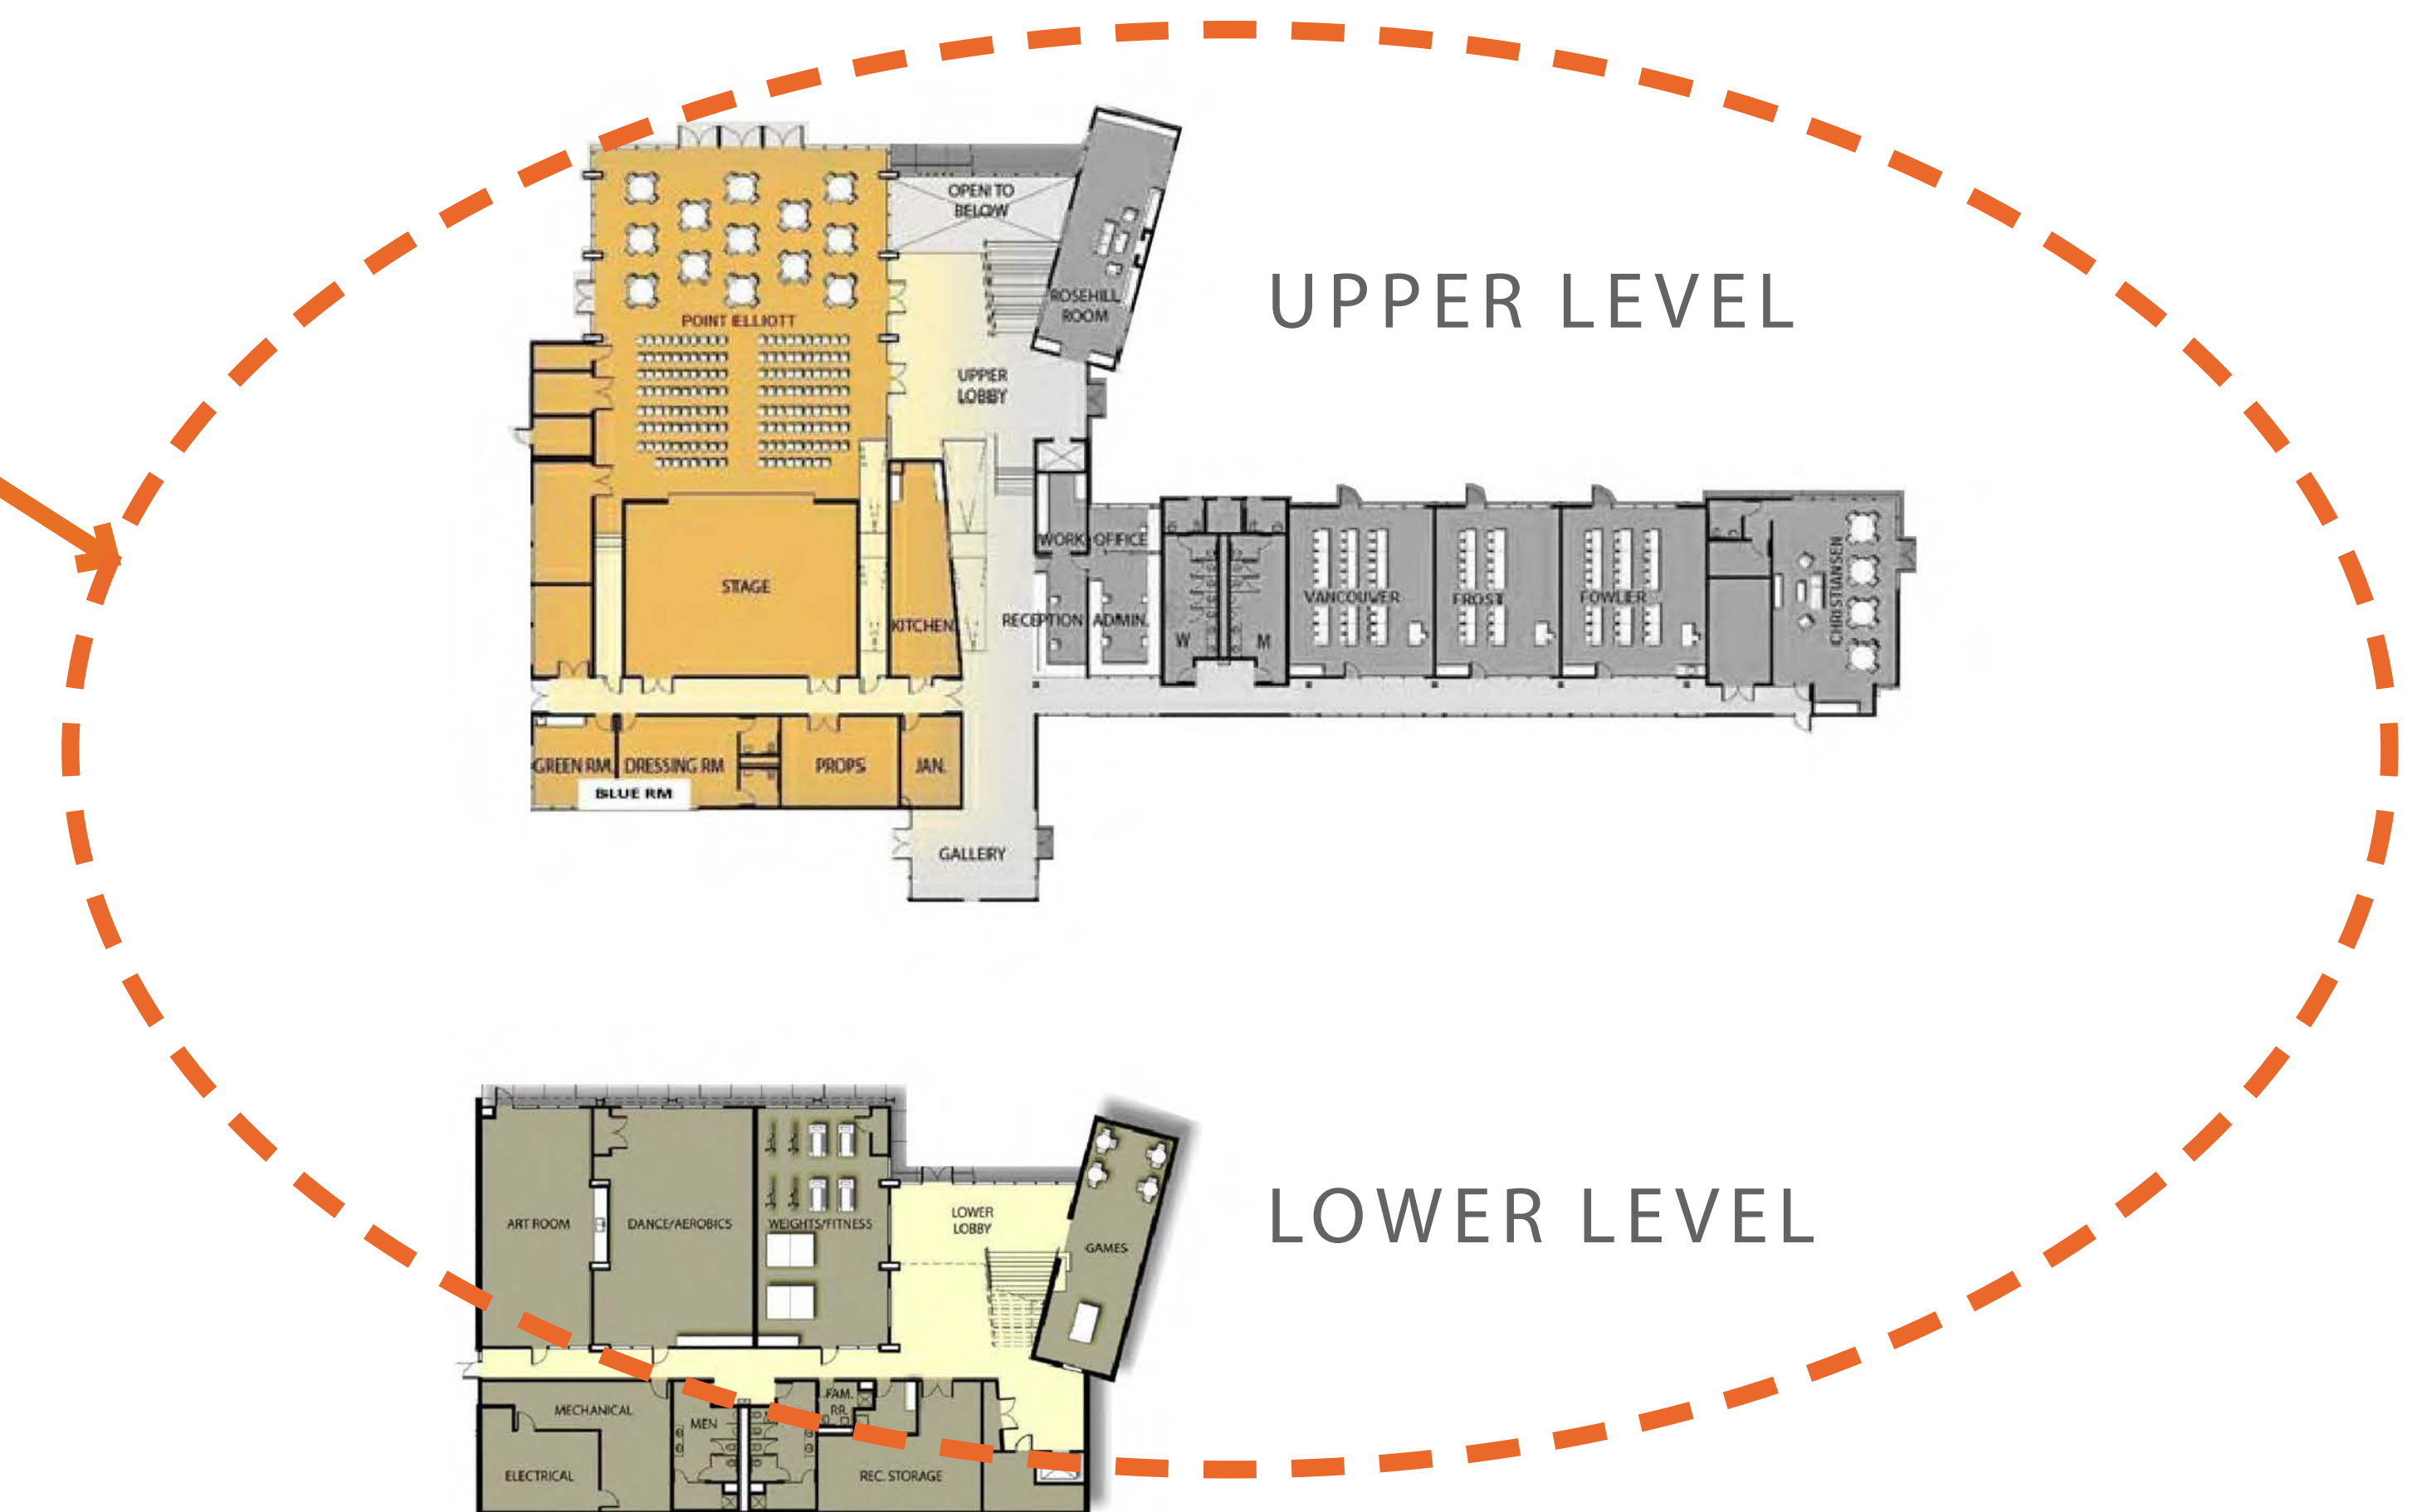 OPEN TO
BELOW
ROSEHILL
ROOM
UPPER LEVEL
POINT ELLIOTT
UPPER
LOBBY
WORK
OFFICE
STAGE
KITCHEN
RECEPTION
ADMIN.
W
M
VANCOUVER
FROST
FOWLER
CHRISTIANSEN
GREEN RM.
DRESSING RM
PROPS
JAN.
BLUE RM
GALLERY
LOWER LEVEL
ART ROOM
DANCE/AEROBICS
WEIGHTS/FITNESS
LOWER
LOBBY
GAMES
MECHANICAL
MEN
FAM.
RR.
ELECTRICAL
REC. STORAGE